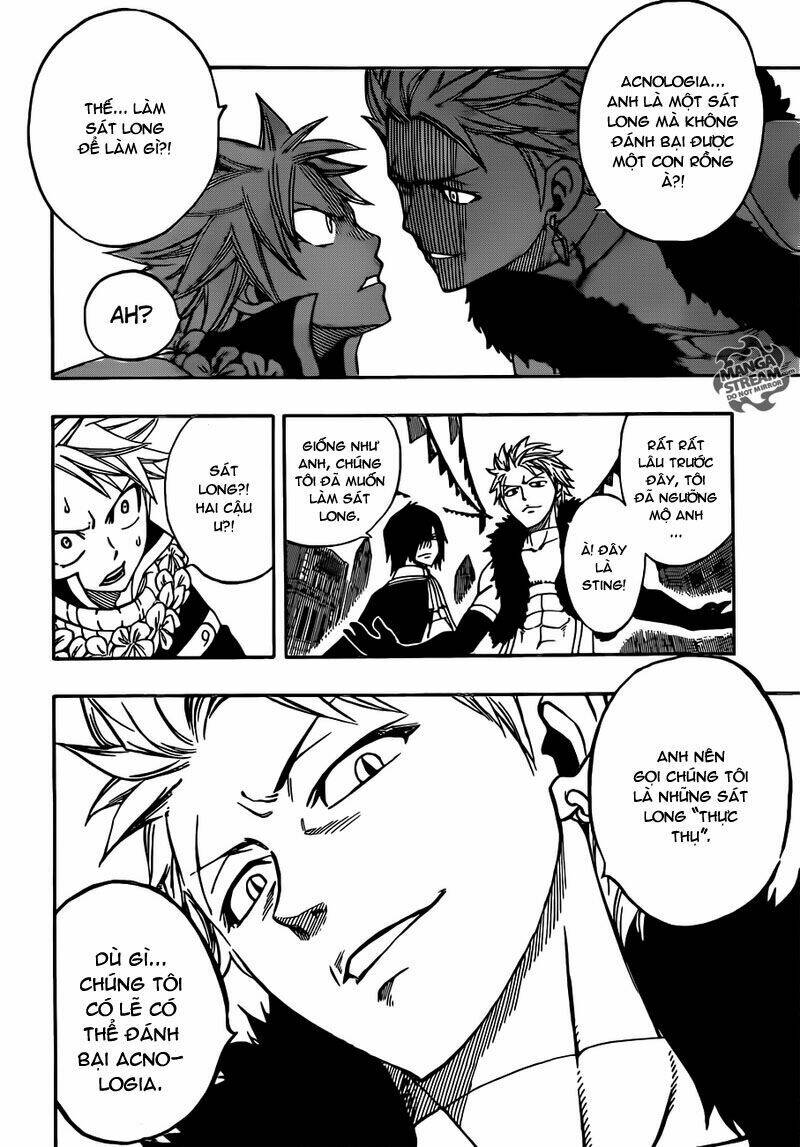 ACNOLOGIA...
ANH LÀ MỘT SÁT
LONG MÀ KHÔNG
ĐÁNH BẠI ĐƯỢC
MỘT CON RỒNG
À?!
THẾ... LÀM
SÁT LONG
ĐỂ LÀM GÌ?!
AH?
MANGA
STREAM.com
DO NOT MIRROR
RẤT RẤT
LÂU TRƯỚC
ĐÂY, TÔI
ĐÃ NGƯỠNG
MỘ ANH
...
À! ĐÂY
LÀ
STING!
GIỐNG NHƯ
ANH, CHÚNG
TÔI ĐÃ MUỐN
LÀM SÁT
LONG.
SÁT
LONG?!
HAI CẬU
Ư?!
9
ANH NÊN
GỌI CHÚNG TÔI
LÀ NHỮNG SÁT
LONG "THỰC
THỤ".
DÙ GÌ...
CHÚNG TÔI
CÓ LẼ CÓ
THỂ ĐÁNH
BẠI ACNO-
LOGIA.